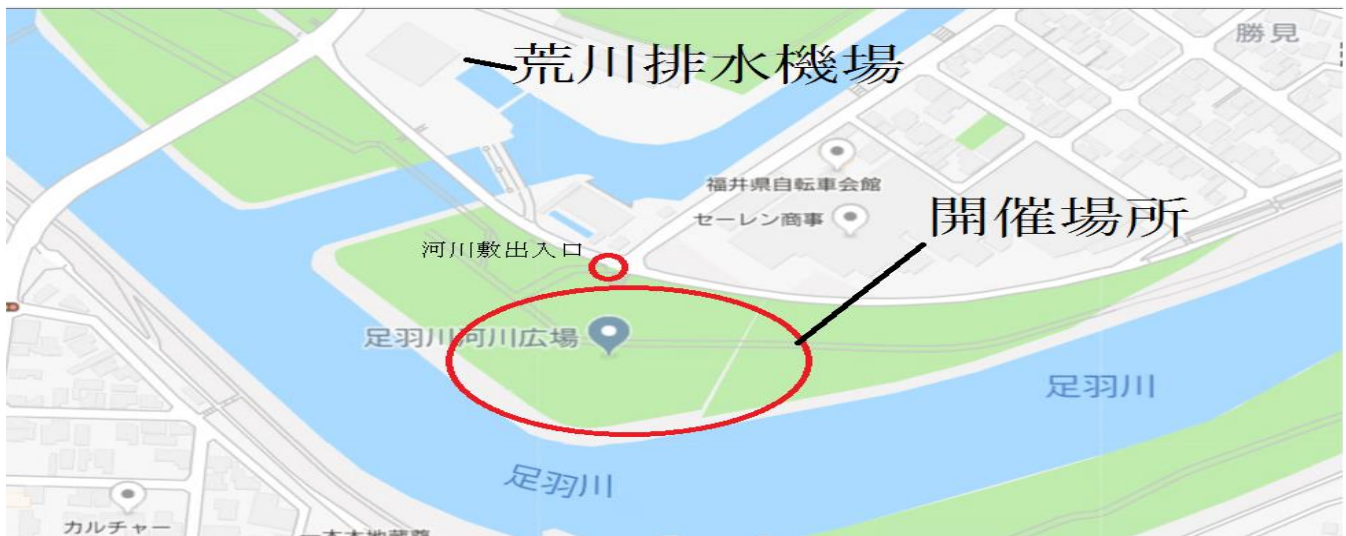 勝見
荒川排水機場
福井県自転車会館
セーレン商事
開催場所
河川敷出入口
足羽川河川広場
足羽川
足羽川
カルチャー